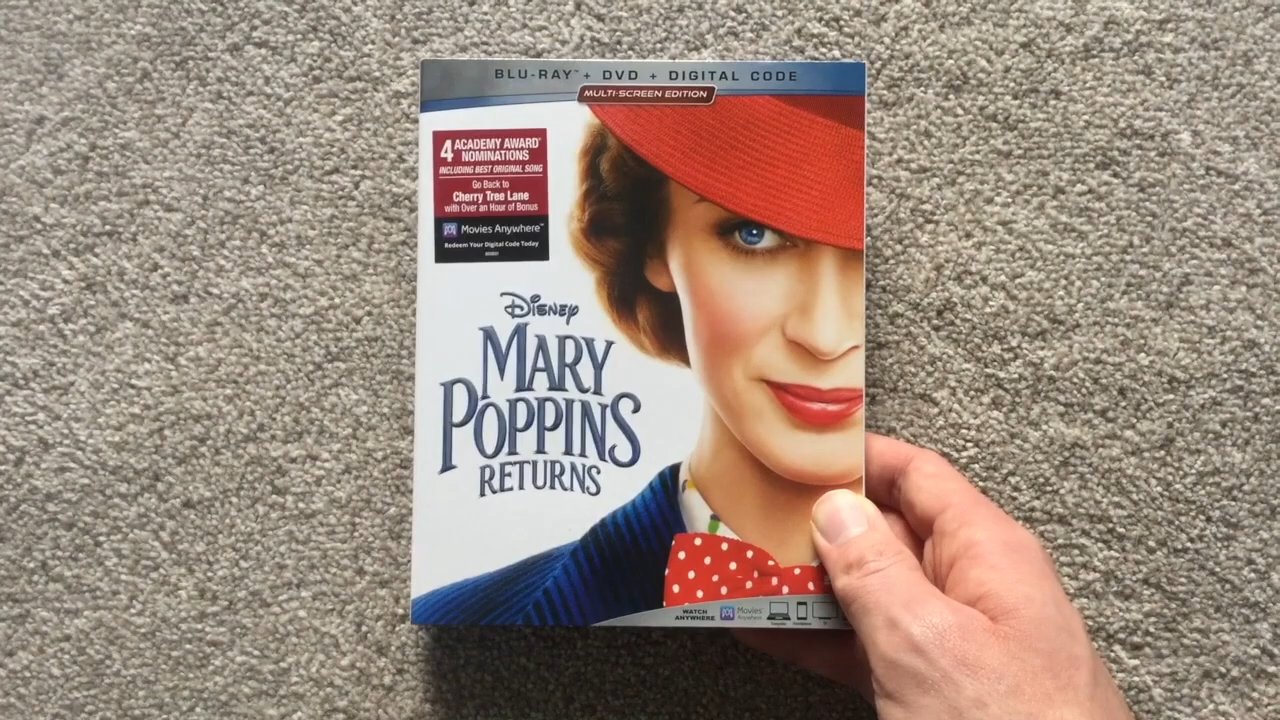 BLU-RAY™ + DVD + DIGITAL CODE
MULTI-SCREEN EDITION
4 ACADEMY AWARD®
NOMINATIONS
INCLUDING BEST ORIGINAL SONG
Go Back to
Cherry Tree Lane
with Over an Hour of Bonus
Movies Anywhere™
Redeem Your Digital Code Today
Disney
MARY
POPPINS
RETURNS
WATCH
ANYWHERE
Movies
Anywhere